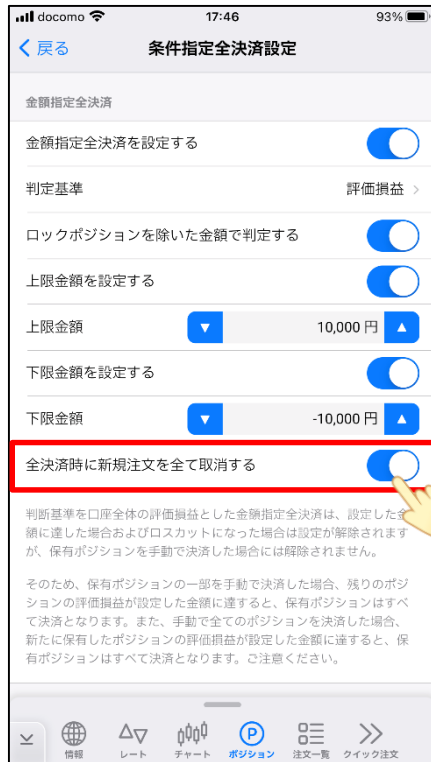 docomo 17:46 93%
戻る 条件指定全決済設定
金額指定全決済
金額指定全決済を設定する
判定基準 評価損益
ロックポジションを除いた金額で判定する
上限金額を設定する
上限金額 10,000 円
下限金額を設定する
下限金額 -10,000 円
全決済時に新規注文を全て取消する
判断基準を口座全体の評価損益とした金額指定全決済は、設定した金
額に達した場合およびロスカットになった場合は設定が解除されます
が、保有ポジションを手動で決済した場合には解除されません。
そのため、保有ポジションの一部を手動で決済した場合、残りのポジ
ションの評価損益が設定した金額に達すると、保有ポジションはすべ
て決済となります。また、手動で全てのポジションを決済した場合、
新たに保有したポジションの評価損益が設定した金額に達すると、保
有ポジションはすべて決済となります。ご注意ください。
情報 レート チャート ポジション 注文一覧 クイック注文